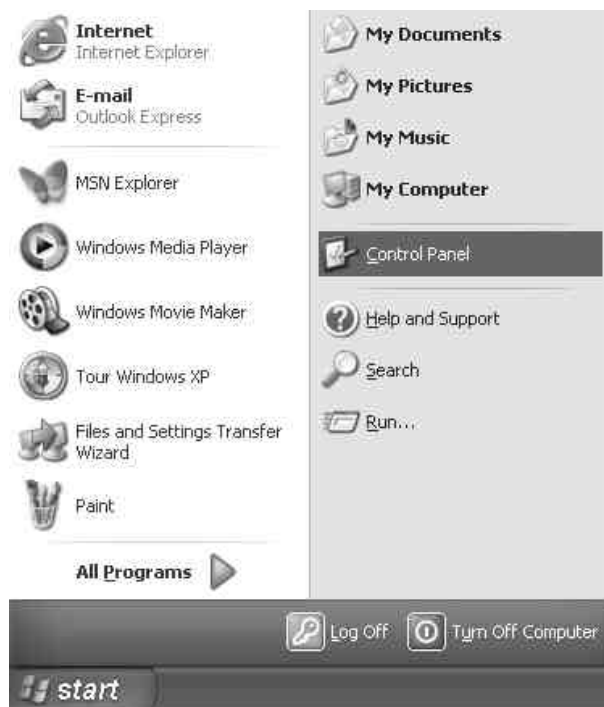 Internet
Internet Explorer
E-mail
Outlook Express
MSN Explorer
Windows Media Player
Windows Movie Maker
Tour Windows XP
Files and Settings Transfer
Wizard
Paint
All Programs
My Documents
My Pictures
My Music
My Computer
Control Panel
Help and Support
Search
Run...
Log Off
Turn Off Computer
start